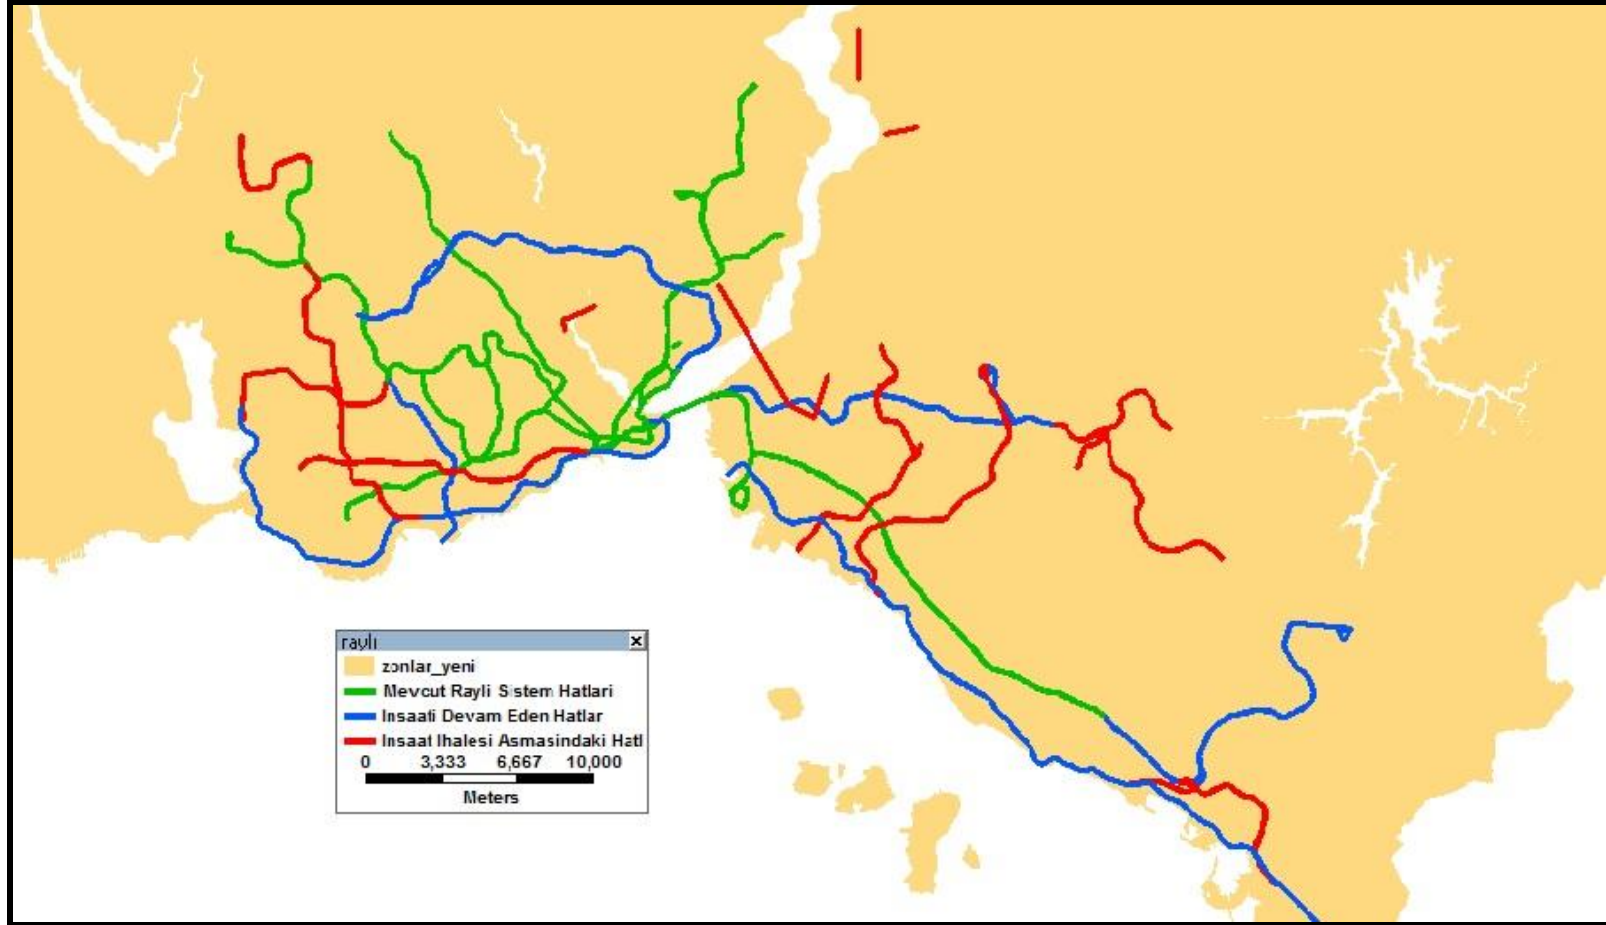 raylı
zonlar_yeni
Mevcut Rayli Sistem Hatlari
Insaati Devam Eden Hatlar
Insaat Ihalesi Asmasindaki Hatl
0 3,333 6,667 10,000
Meters